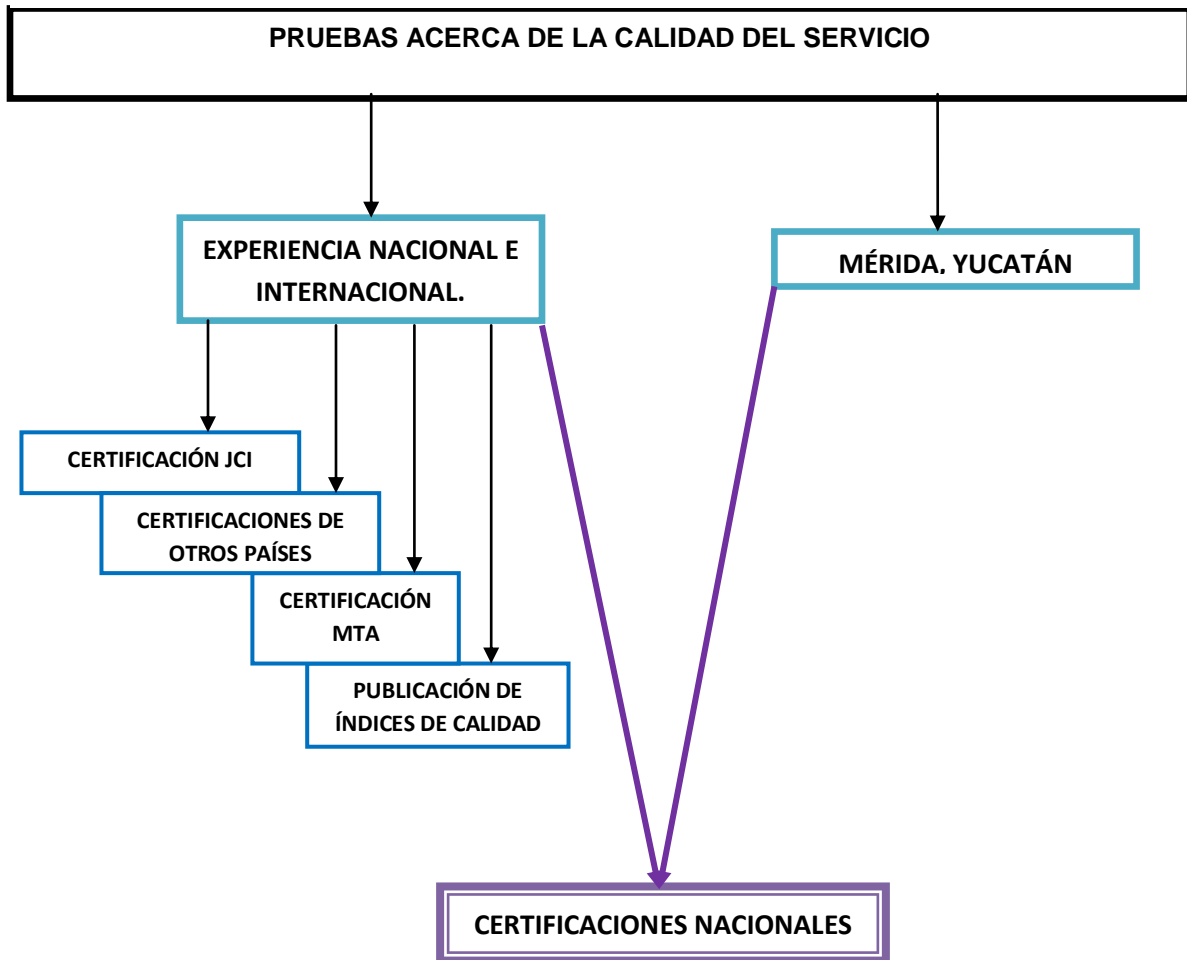 PRUEBAS ACERCA DE LA CALIDAD DEL SERVICIO
EXPERIENCIA NACIONAL E
INTERNACIONAL.
MÉRIDA, YUCATÁN
CERTIFICACIÓN JCI
CERTIFICACIONES DE
OTROS PAÍSES
CERTIFICACIÓN
MTA
PUBLICACIÓN DE
ÍNDICES DE CALIDAD
CERTIFICACIONES NACIONALES